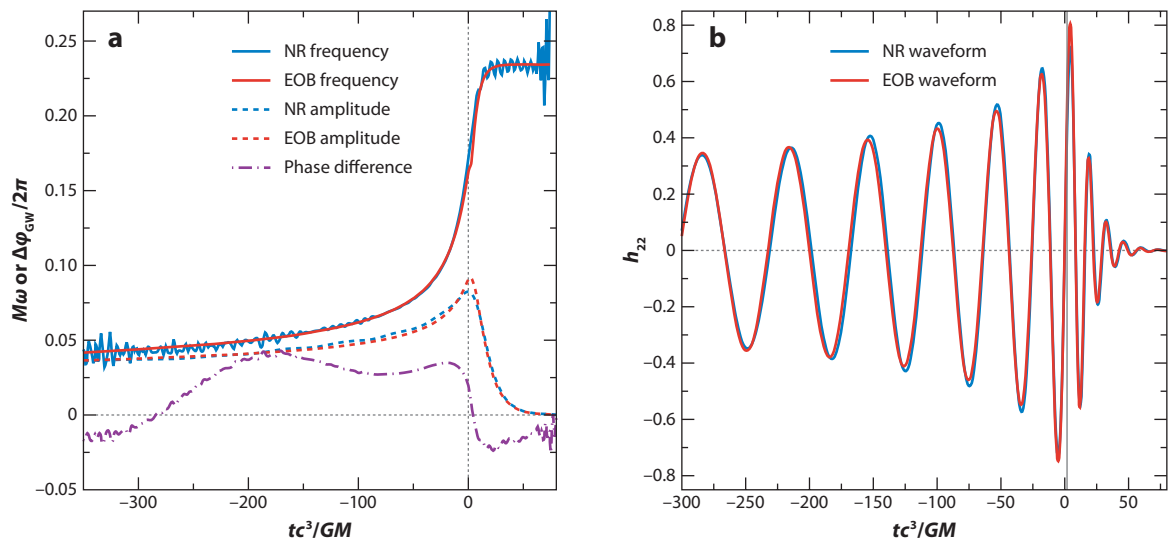 a
NR frequency
EOB frequency
NR amplitude
EOB amplitude
Phase difference
0.25
0.20
0.15
0.10
0.05
0
–0.05
Mω or Δφ_GW/2π
–300
–200
–100
0
tc³/GM
b
NR waveform
EOB waveform
0.8
0.6
0.4
0.2
0
–0.2
–0.4
–0.6
–0.8
h₂₂
–300
–250
–200
–150
–100
–50
0
50
tc³/GM